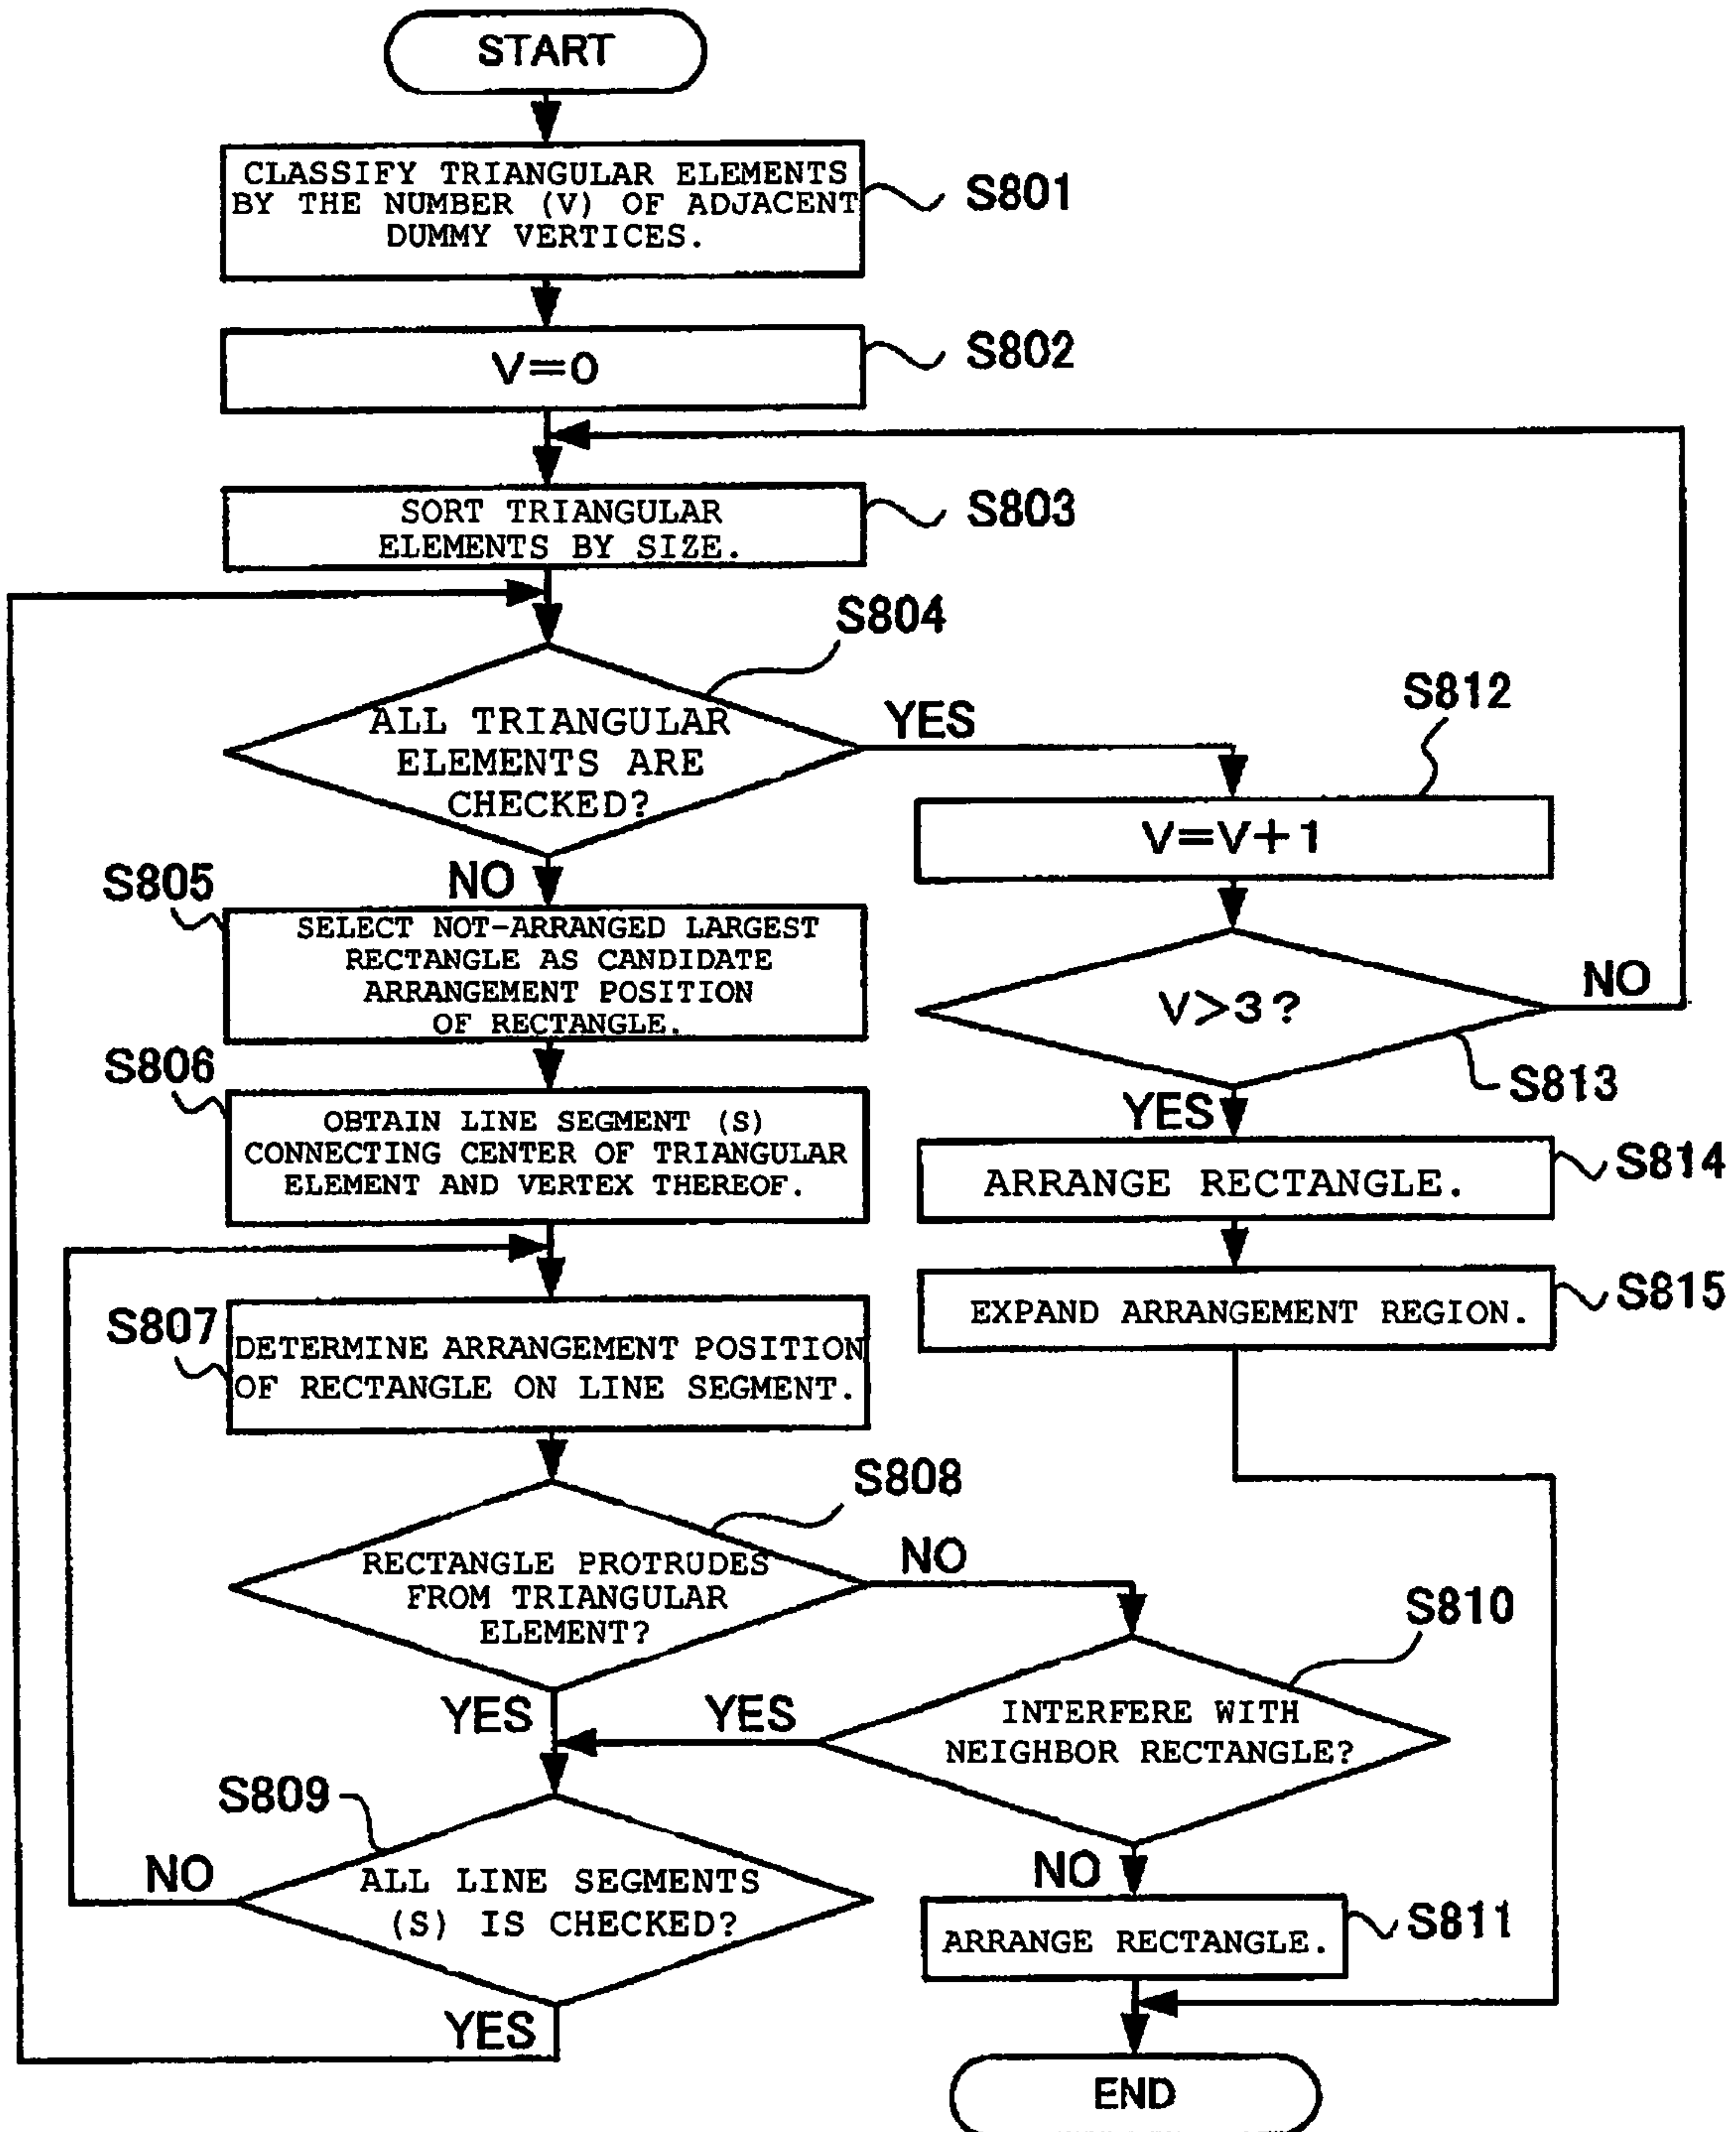 START
CLASSIFY TRIANGULAR ELEMENTS
BY THE NUMBER (V) OF ADJACENT
DUMMY VERTICES.
S801
V=0
S802
SORT TRIANGULAR
ELEMENTS BY SIZE.
S803
S804
ALL TRIANGULAR
ELEMENTS ARE
CHECKED?
YES
NO
S812
V=V+1
S805
SELECT NOT-ARRANGED LARGEST
RECTANGLE AS CANDIDATE
ARRANGEMENT POSITION
OF RECTANGLE.
V>3?
NO
S813
YES
S806
OBTAIN LINE SEGMENT (S)
CONNECTING CENTER OF TRIANGULAR
ELEMENT AND VERTEX THEREOF.
ARRANGE RECTANGLE.
S814
EXPAND ARRANGEMENT REGION.
S815
S807
DETERMINE ARRANGEMENT POSITION
OF RECTANGLE ON LINE SEGMENT.
S808
RECTANGLE PROTRUDES
FROM TRIANGULAR
ELEMENT?
NO
YES
S810
INTERFERE WITH
NEIGHBOR RECTANGLE?
YES
NO
S809
ALL LINE SEGMENTS
(S) IS CHECKED?
NO
YES
ARRANGE RECTANGLE.
S811
END